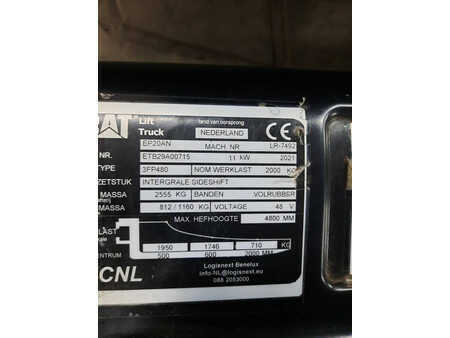 CAT Lift Truck
land van oorsprong
NEDERLAND
CE
EP20AN MACH. NR LR-7492
NR. ETB29A00715 11 kW 2021
TYPE 3FP480 NOM WERKLAST 2000 KG
ZETSTUK INTERGRALE SIDESHIFT
MASSA 2555 KG BANDEN VOLRUBBER
MASSA 812 / 1160 KG VOLTAGE 48 V
MAX. HEFHOOGTE 4800 MM
LAST 1950 1746 710 KG
CENTRUM 500 600 2000 MM
CNL
Logisnext Benelux
info-NL@logisnext.eu
088 2053000